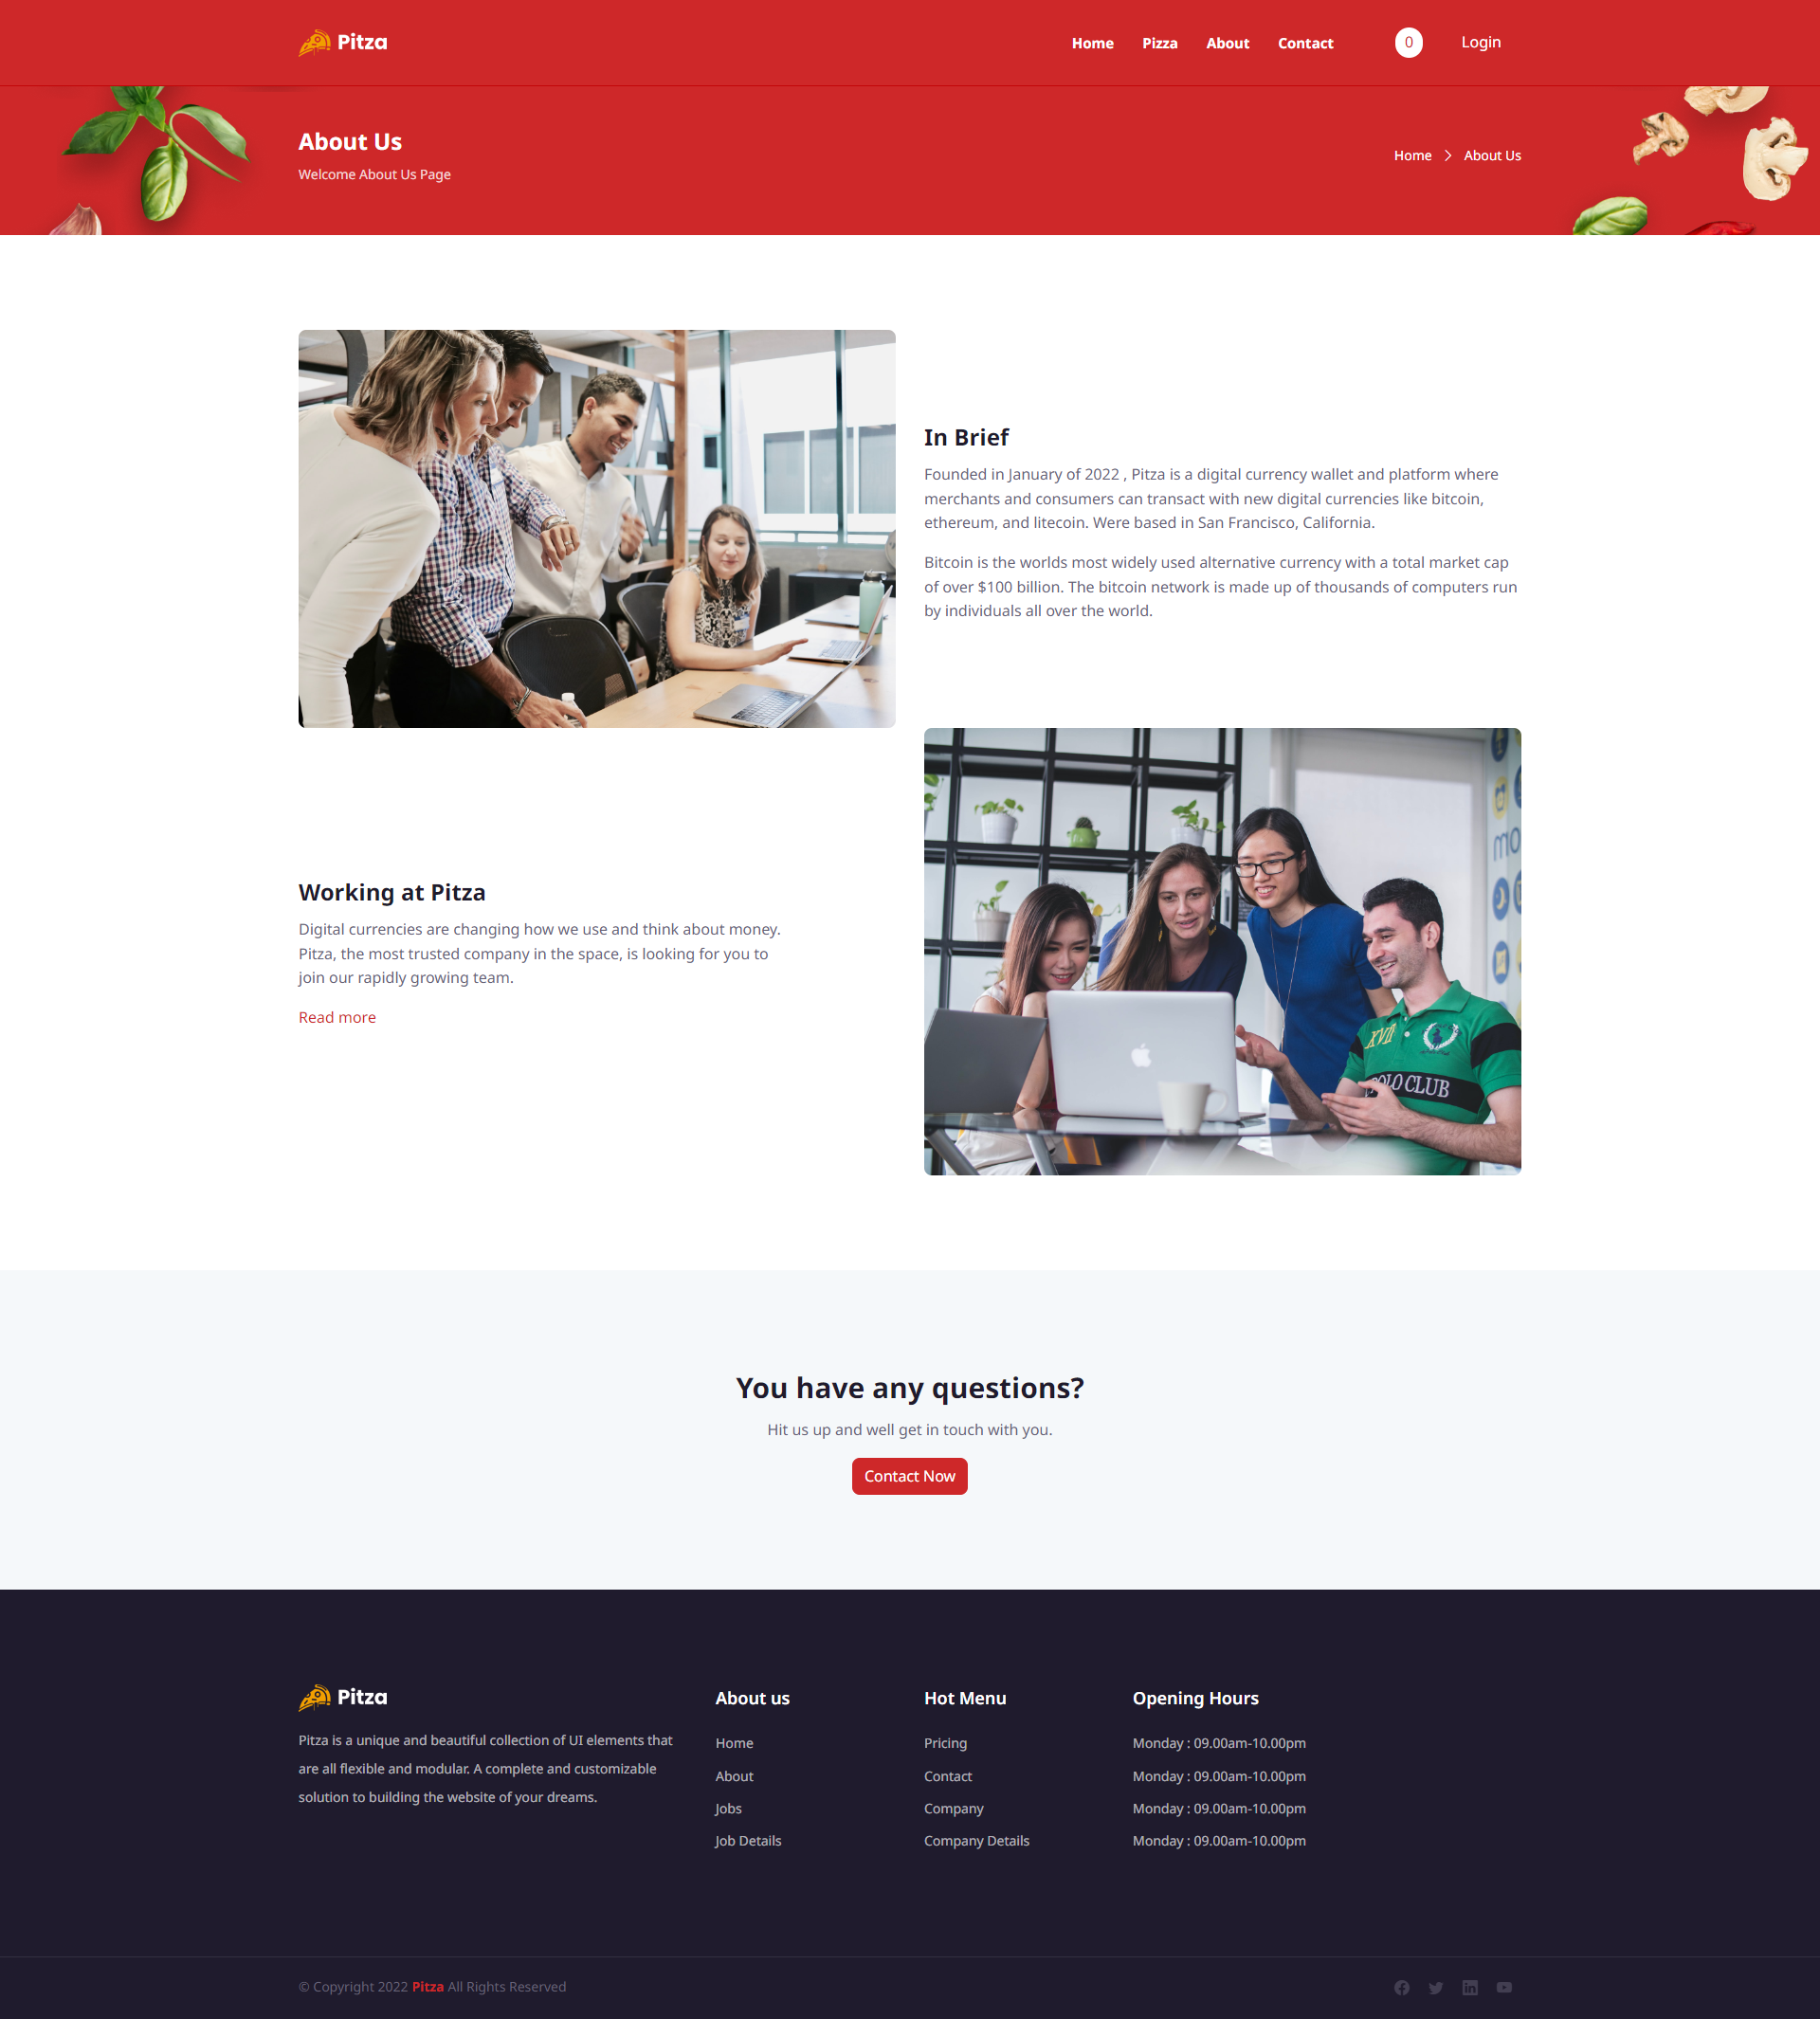 Pitza
Home Pizza About Contact 0 Login
About Us
Welcome About Us Page
Home About Us
In Brief
Founded in January of 2022 , Pitza is a digital currency wallet and platform where
merchants and consumers can transact with new digital currencies like bitcoin,
ethereum, and litecoin. Were based in San Francisco, California.
Bitcoin is the worlds most widely used alternative currency with a total market cap
of over $100 billion. The bitcoin network is made up of thousands of computers run
by individuals all over the world.
Working at Pitza
Digital currencies are changing how we use and think about money.
Pitza, the most trusted company in the space, is looking for you to
join our rapidly growing team.
Read more
XVII
POLO CLUB
You have any questions?
Hit us up and well get in touch with you.
Contact Now
Pitza
Pitza is a unique and beautiful collection of UI elements that
are all flexible and modular. A complete and customizable
solution to building the website of your dreams.
About us
Home
About
Jobs
Job Details
Hot Menu
Pricing
Contact
Company
Company Details
Opening Hours
Monday : 09.00am-10.00pm
Monday : 09.00am-10.00pm
Monday : 09.00am-10.00pm
Monday : 09.00am-10.00pm
© Copyright 2022 Pitza All Rights Reserved